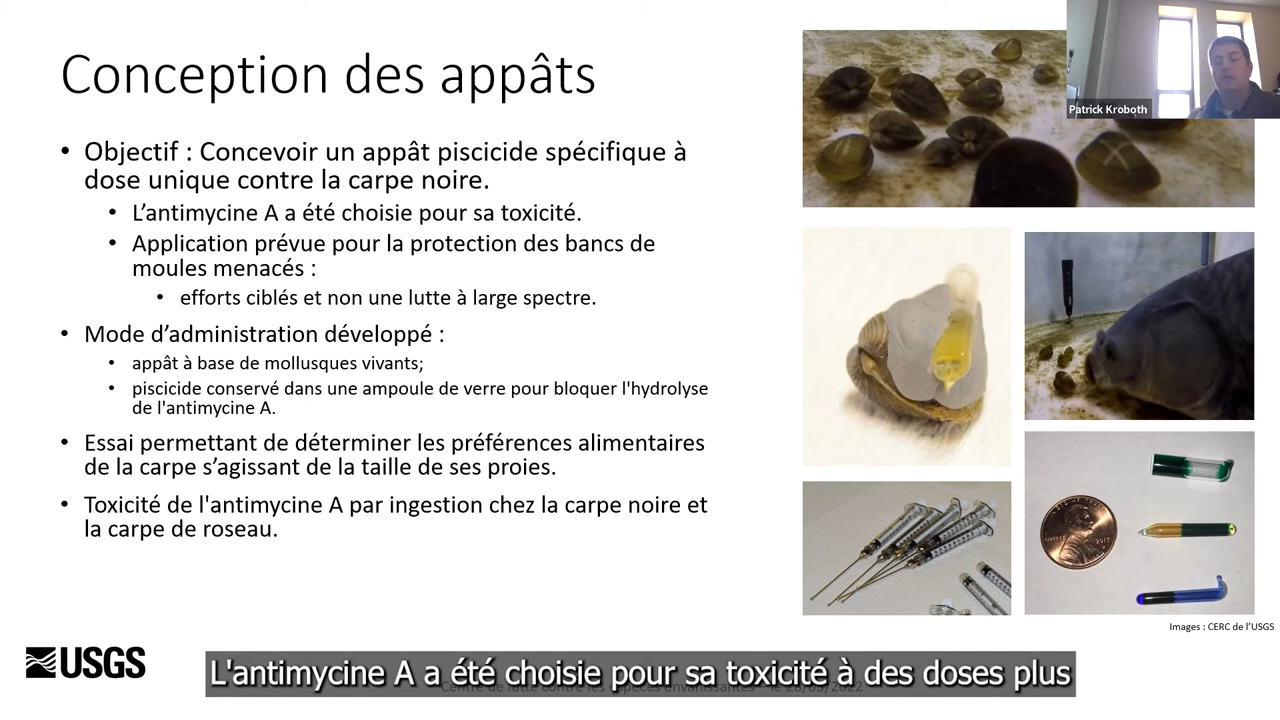 Conception des appâts
• Objectif : Concevoir un appât piscicide spécifique à
dose unique contre la carpe noire.
• L’antimycine A a été choisie pour sa toxicité.
• Application prévue pour la protection des bancs de
moules menacés :
• efforts ciblés et non une lutte à large spectre.
• Mode d’administration développé :
• appât à base de mollusques vivants;
• piscicide conservé dans une ampoule de verre pour bloquer l'hydrolyse
de l'antimycine A.
• Essai permettant de déterminer les préférences alimentaires
de la carpe s’agissant de la taille de ses proies.
• Toxicité de l'antimycine A par ingestion chez la carpe noire et
la carpe de roseau.
Patrick Kroboth
Images : CERC de l’USGS
USGS
L'antimycine A a été choisie pour sa toxicité à des doses plus
Centre de lutte contre les espèces envahissantes